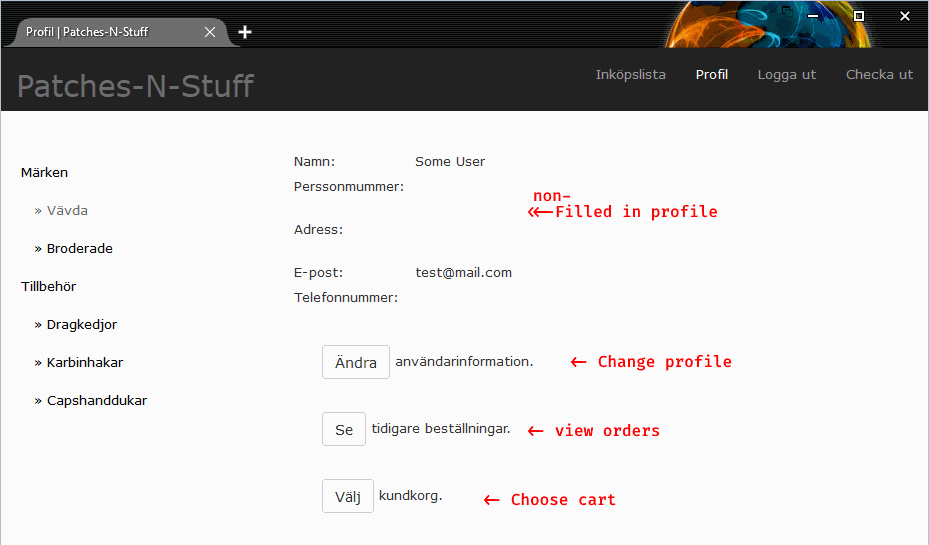 Profil | Patches-N-Stuff
Patches-N-Stuff
Inköpslista Profil Logga ut Checka ut
Märken
» Vävda
» Broderade
Tillbehör
» Dragkedjor
» Karbinhakar
» Capshanddukar
Namn: Some User
Perssonmummer:
non-
Filled in profile
Adress:
E-post: test@mail.com
Telefonnummer:
Ändra användarinformation. <- Change profile
Se tidigare beställningar. <- view orders
Välj kundkorg. <- Choose cart